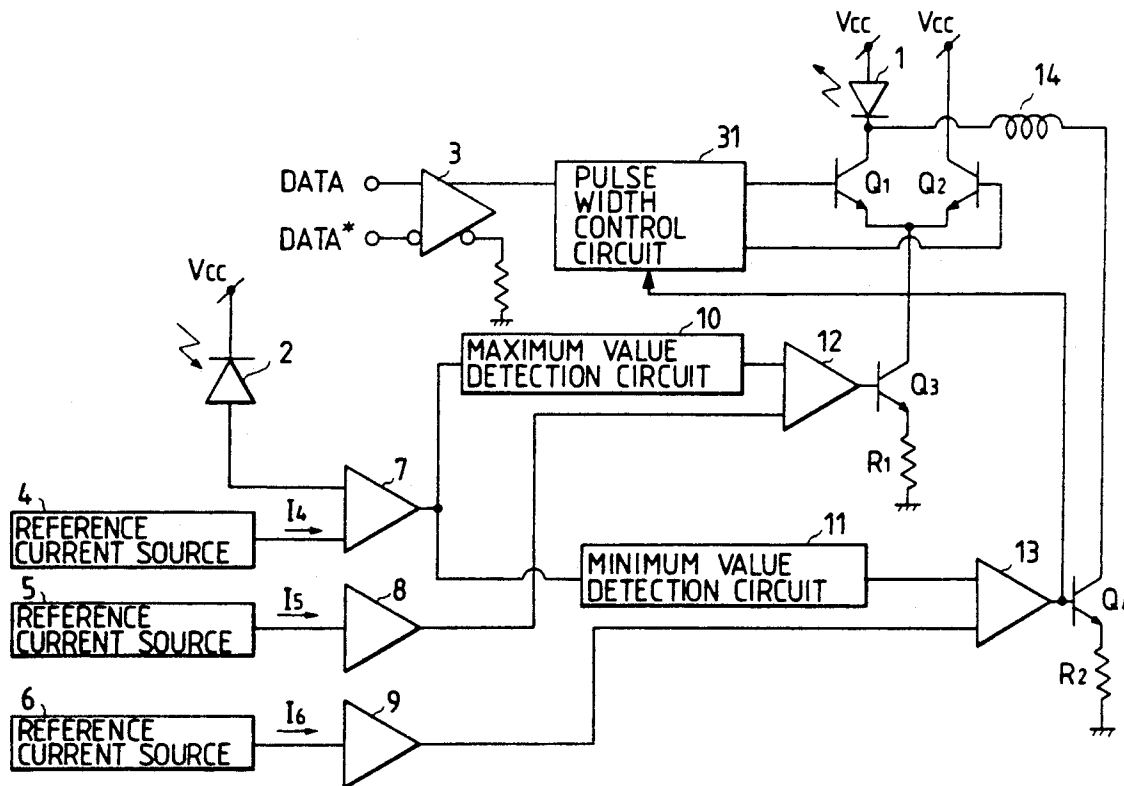 Vcc
Vcc
1
14
31
3
DATA
DATA*
PULSE
WIDTH
CONTROL
CIRCUIT
Q1
Q2
Vcc
2
10
MAXIMUM VALUE
DETECTION CIRCUIT
12
Q3
R1
7
4
REFERENCE
CURRENT SOURCE
I4
11
MINIMUM VALUE
DETECTION CIRCUIT
13
5
REFERENCE
CURRENT SOURCE
I5
8
R2
6
REFERENCE
CURRENT SOURCE
I6
9